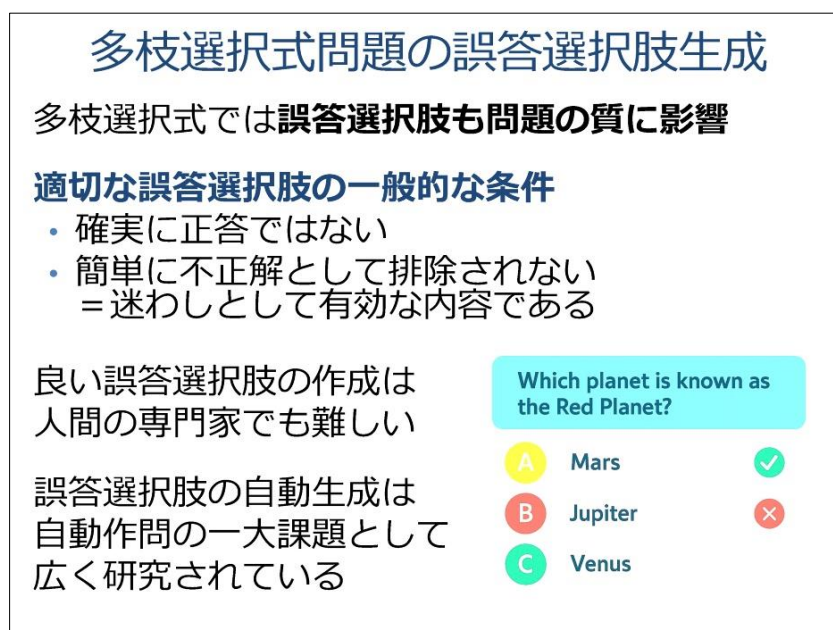 多枝選択式問題の誤答選択肢生成
多枝選択式では誤答選択肢も問題の質に影響
適切な誤答選択肢の一般的な条件
• 確実に正答ではない
• 簡単に不正解として排除されない
＝迷わしとして有効な内容である
良い誤答選択肢の作成は
人間の専門家でも難しい
誤答選択肢の自動生成は
自動作問の一大課題として
広く研究されている
Which planet is known as
the Red Planet?
A Mars
B Jupiter
C Venus